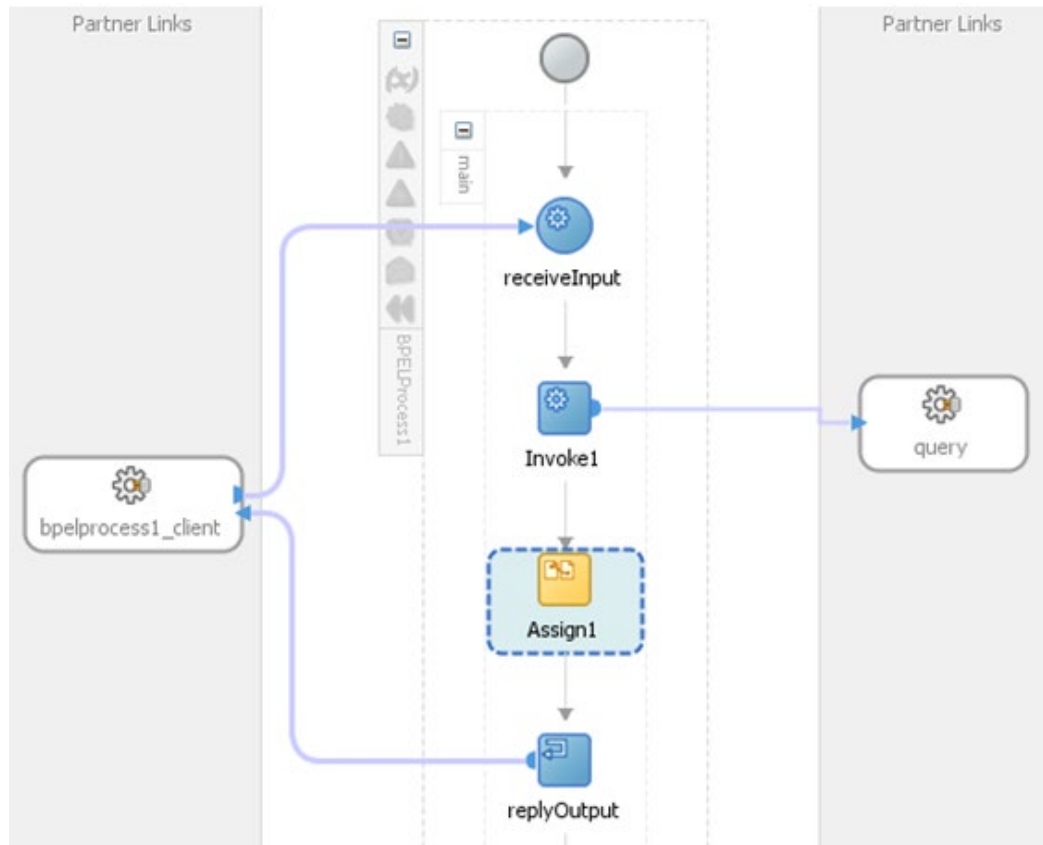 Partner Links
Partner Links
main
receiveInput
BPELProcess1
Invoke1
query
bpelprocess1_client
Assign1
replyOutput